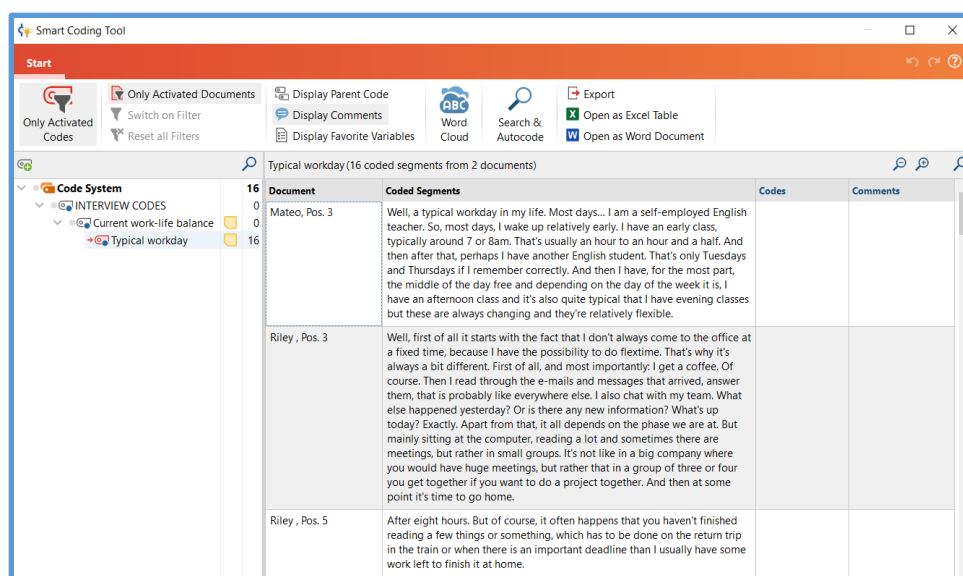 Smart Coding Tool
Start
Only Activated
Codes
Only Activated Documents
Switch on Filter
Reset all Filters
Display Parent Code
Display Comments
Display Favorite Variables
ABC
Word
Cloud
Search &
Autocode
Export
X Open as Excel Table
W Open as Word Document
Typical workday (16 coded segments from 2 documents)
Code System 16
INTERVIEW CODES 0
Current work-life balance 0
Typical workday 16
Document Coded Segments Codes Comments
Mateo, Pos. 3
Well, a typical workday in my life. Most days... I am a self-employed English
teacher. So, most days, I wake up relatively early. I have an early class,
typically around 7 or 8am. That's usually an hour to an hour and a half. And
then after that, perhaps I have another English student. That's only Tuesdays
and Thursdays if I remember correctly. And then I have, for the most part,
the middle of the day free and depending on the day of the week it is, I
have an afternoon class and it's also quite typical that I have evening classes
but these are always changing and they're relatively flexible.
Riley , Pos. 3
Well, first of all it starts with the fact that I don't always come to the office at
a fixed time, because I have the possibility to do flextime. That's why it's
always a bit different. First of all, and most importantly: I get a coffee. Of
course. Then I read through the e-mails and messages that arrived, answer
them, that is probably like everywhere else. I also chat with my team. What
else happened yesterday? Or is there any new information? What's up
today? Exactly. Apart from that, it all depends on the phase we are at. But
mainly sitting at the computer, reading a lot and sometimes there are
meetings, but rather in small groups. It's not like in a big company where
you would have huge meetings, but rather that in a group of three or four
you get together if you want to do a project together. And then at some
point it's time to go home.
Riley , Pos. 5
After eight hours. But of course, it often happens that you haven't finished
reading a few things or something, which has to be done on the return trip
in the train or when there is an important deadline than I usually have some
work left to finish it at home.